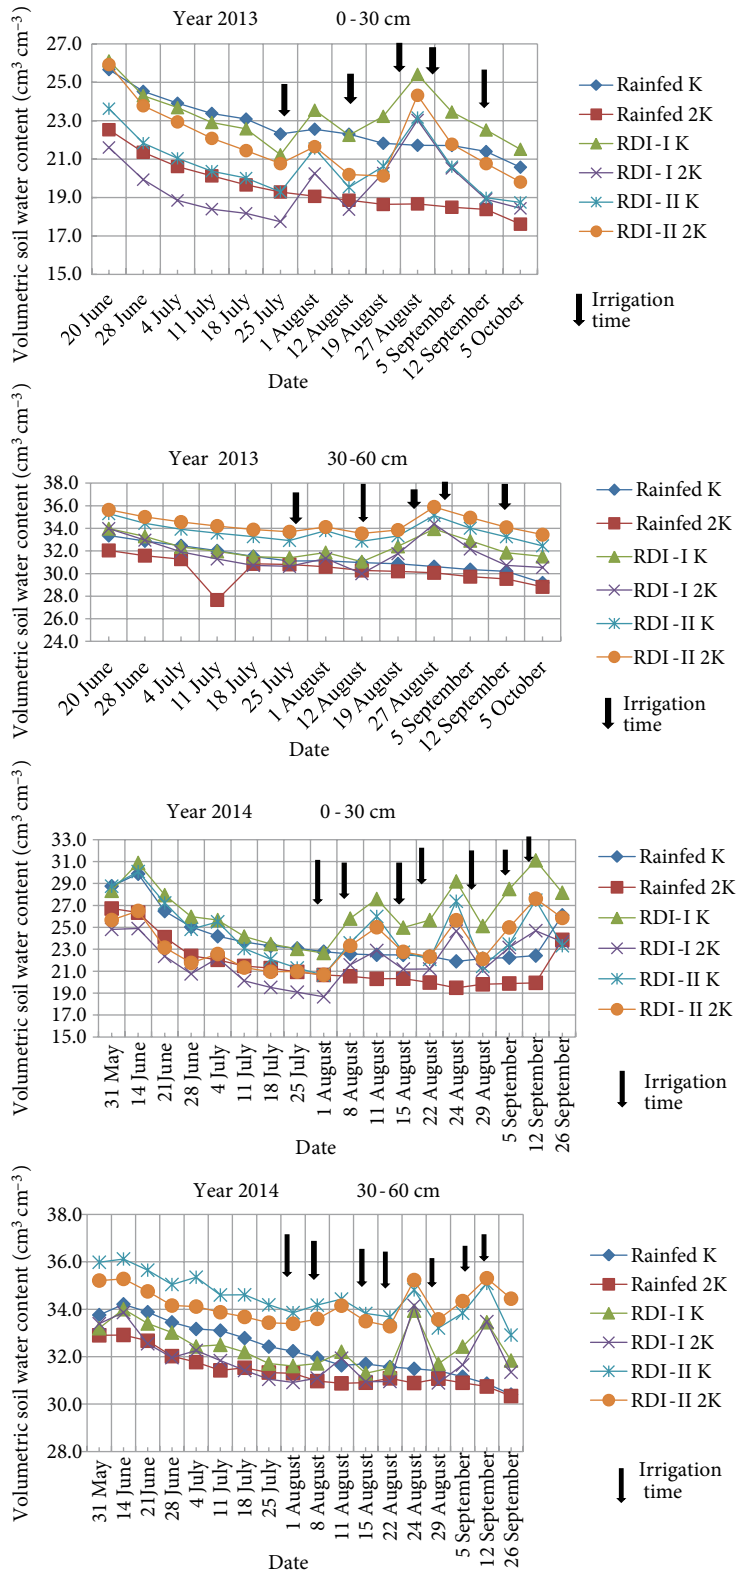 Year 2013 0-30 cm
Volumetric soil water content (cm³ cm⁻³)
27.0
25.0
23.0
21.0
19.0
17.0
15.0
20 June
28 June
4 July
11 July
18 July
25 July
1 August
12 August
19 August
27 August
5 September
12 September
5 October
Date
Rainfed K
Rainfed 2K
RDI-I K
RDI-I 2K
RDI-II K
RDI-II 2K
Irrigation
time
Year 2013 30-60 cm
Volumetric soil water content (cm³ cm⁻³)
38.0
36.0
34.0
32.0
30.0
28.0
26.0
24.0
20 June
28 June
4 July
11 July
18 July
25 July
1 August
12 August
19 August
27 August
5 September
12 September
5 October
Date
Rainfed K
Rainfed 2K
RDI-I K
RDI-I 2K
RDI-II K
RDI-II 2K
Irrigation
time
Year 2014 0-30 cm
Volumetric soil water content (cm³ cm⁻³)
33.0
31.0
29.0
27.0
25.0
23.0
21.0
19.0
17.0
15.0
31 May
14 June
21June
28 June
4 July
11 July
18 July
25 July
1 August
8 August
11 August
15 August
22 August
24 August
29 August
5 September
12 September
26 September
Date
Rainfed K
Rainfed 2K
RDI-I K
RDI-I 2K
RDI-II K
RDI-II 2K
Irrigation
time
Year 2014 30-60 cm
Volumetric soil water content (cm³ cm⁻³)
38.0
36.0
34.0
32.0
30.0
28.0
31 May
14 June
21June
28 June
4 July
11 July
18 July
25 July
1 August
8 August
11 August
15 August
22 August
24 August
29 August
5 September
12 September
26 September
Date
Rainfed K
Rainfed 2K
RDI-I K
RDI-I 2K
RDI-II K
RDI-II 2K
Irrigation
time